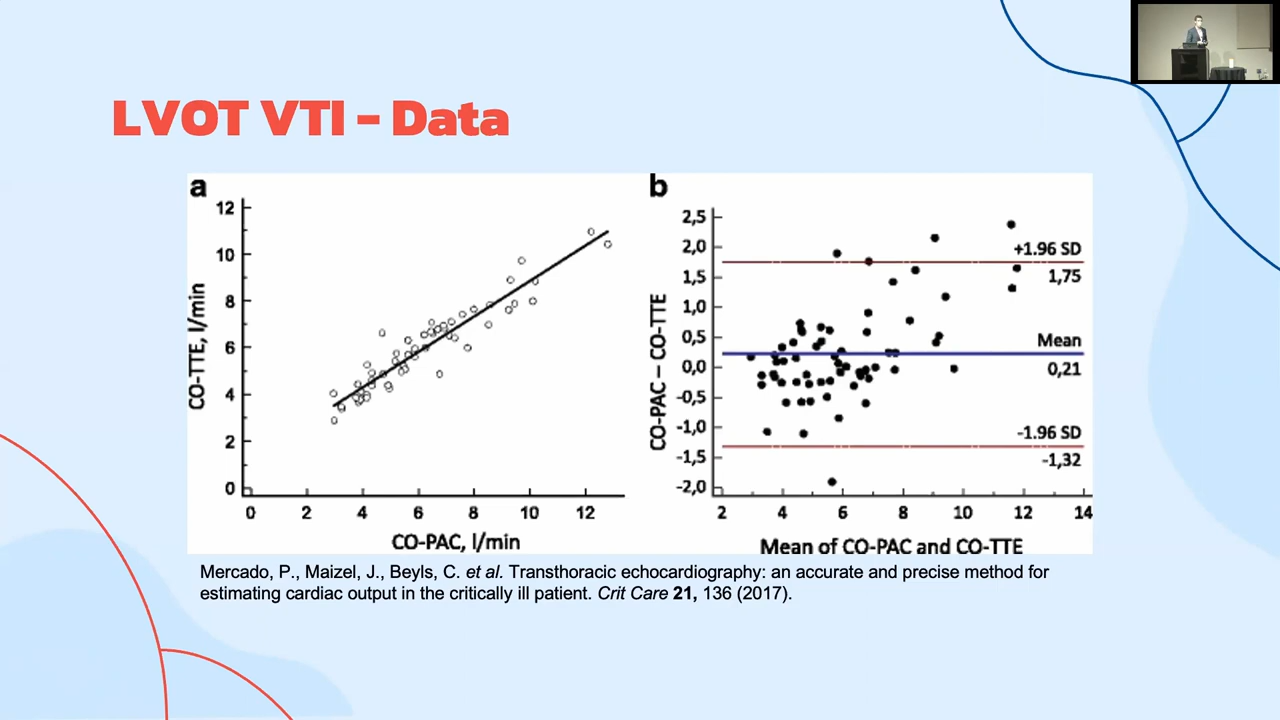 LVOT VTI – Data
a
12
10
8
6
4
2
0
CO-TTE, l/min
0 2 4 6 8 10 12
CO-PAC, l/min
b
2,5
2,0
1,5
1,0
0,5
0,0
-0,5
-1,0
-1,5
-2,0
CO-PAC – CO-TTE
+1.96 SD
1,75
Mean
0,21
-1.96 SD
-1,32
2 4 6 8 10 12 14
Mean of CO-PAC and CO-TTE
Mercado, P., Maizel, J., Beyls, C. et al. Transthoracic echocardiography: an accurate and precise method for
estimating cardiac output in the critically ill patient. Crit Care 21, 136 (2017).